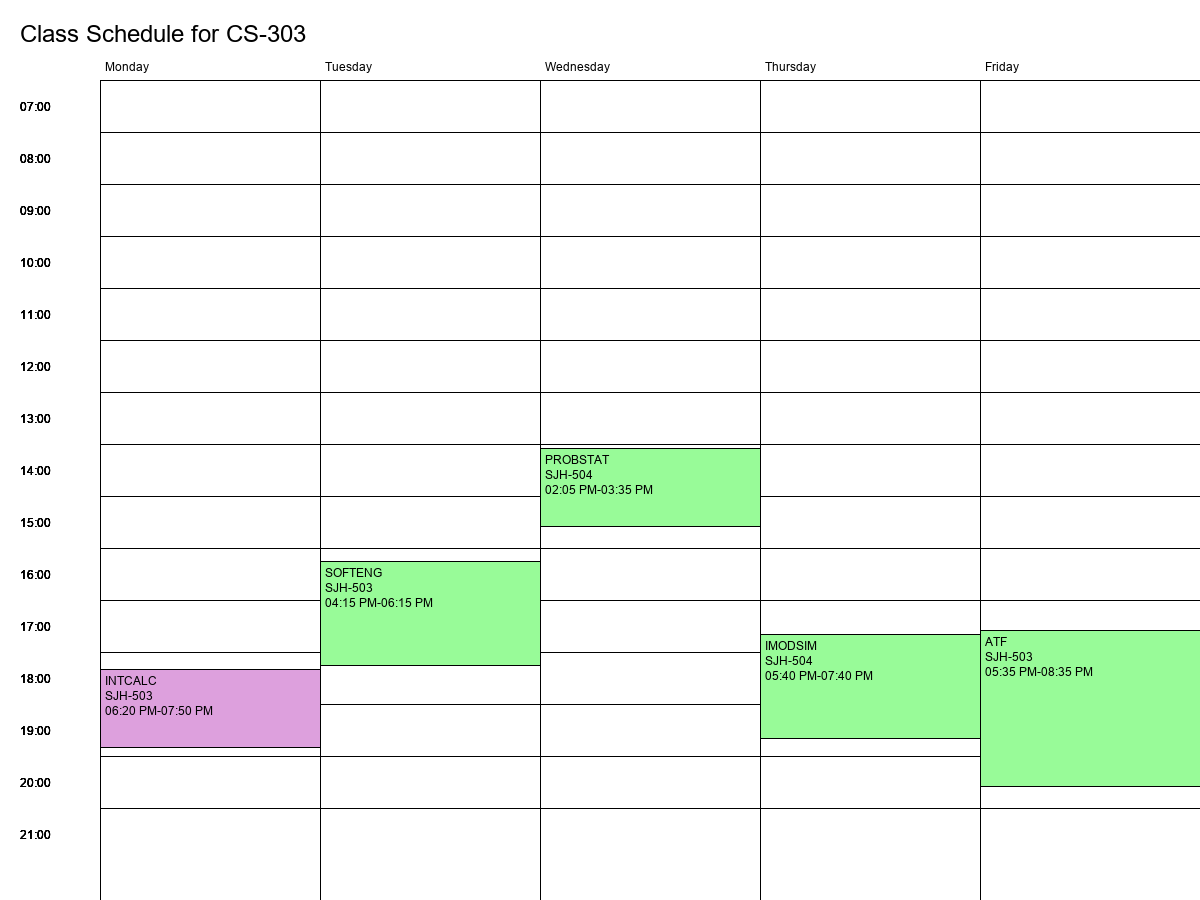 Class Schedule for CS-303
Monday
Tuesday
Wednesday
Thursday
Friday
07:00
08:00
09:00
10:00
11:00
12:00
13:00
14:00
15:00
16:00
17:00
18:00
19:00
20:00
21:00
INTCALC
SJH-503
06:20 PM-07:50 PM
SOFTENG
SJH-503
04:15 PM-06:15 PM
PROBSTAT
SJH-504
02:05 PM-03:35 PM
IMODSIM
SJH-504
05:40 PM-07:40 PM
ATF
SJH-503
05:35 PM-08:35 PM